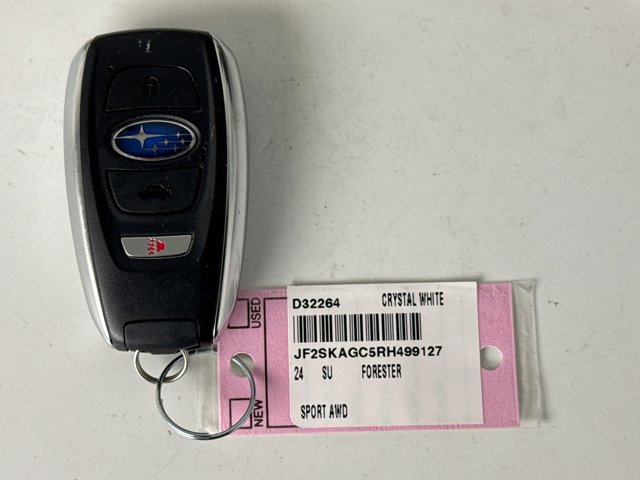 D32264 CRYSTAL WHITE
JF2SKAGC5RH499127
24 SU FORESTER
SPORT AWD
USED
NEW